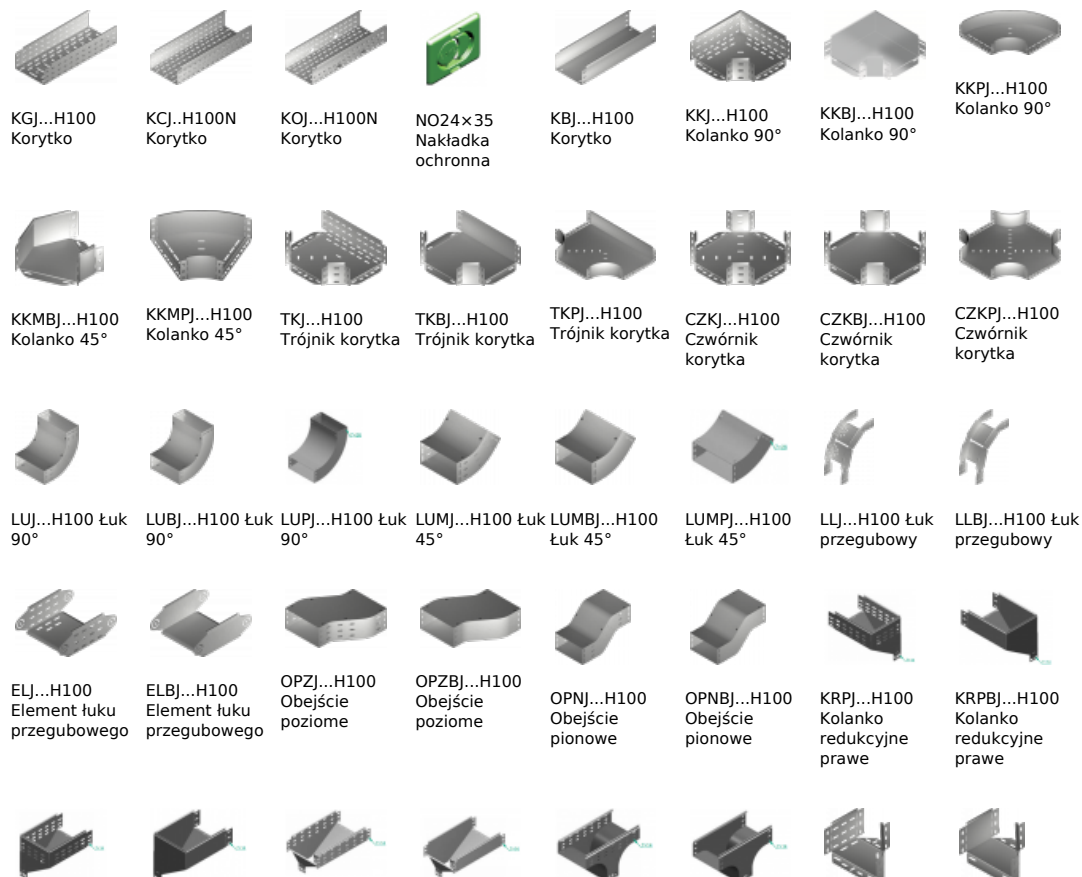 KGJ...H100
Korytko
KCJ..H100N
Korytko
KOJ...H100N
Korytko
NO24×35
Nakładka
ochronna
KBJ...H100
Korytko
KKJ...H100
Kolanko 90°
KKBJ...H100
Kolanko 90°
KKPJ...H100
Kolanko 90°
KKMBJ...H100
Kolanko 45°
KKMPJ...H100
Kolanko 45°
TKJ...H100
Trójnik korytka
TKBJ...H100
Trójnik korytka
TKPJ...H100
Trójnik korytka
CZKJ...H100
Czwórnik
korytka
CZKBJ...H100
Czwórnik
korytka
CZKPJ...H100
Czwórnik
korytka
LUJ...H100 Łuk
90°
LUBJ...H100 Łuk
90°
LUPJ...H100 Łuk
90°
LUMJ...H100 Łuk
45°
LUMBJ...H100
Łuk 45°
LUMPJ...H100
Łuk 45°
LLJ...H100 Łuk
przegubowy
LLBJ...H100 Łuk
przegubowy
ELJ...H100
Element łuku
przegubowego
ELBJ...H100
Element łuku
przegubowego
OPZJ...H100
Obejście
poziome
OPZBJ...H100
Obejście
poziome
OPNJ...H100
Obejście
pionowe
OPNBJ...H100
Obejście
pionowe
KRPJ...H100
Kolanko
redukcyjne
prawe
KRPBJ...H100
Kolanko
redukcyjne
prawe